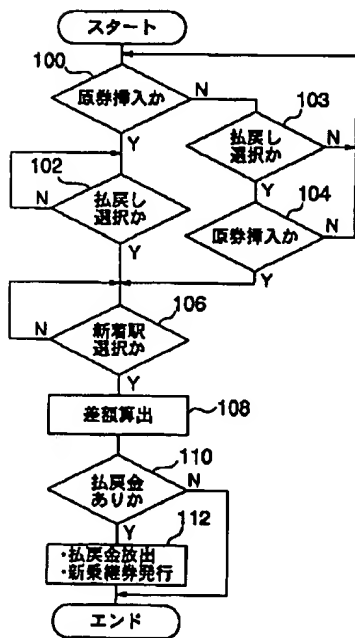 スタート
100
原券挿入か
N
103
Y
払戻し
選択か
N
102
Y
104
払戻し
選択か
N
原券挿入か
N
Y
Y
106
新着駅
選択か
N
Y
差額算出
108
110
払戻金
ありか
N
Y
112
・払戻金放出
・新乗継券発行
エンド